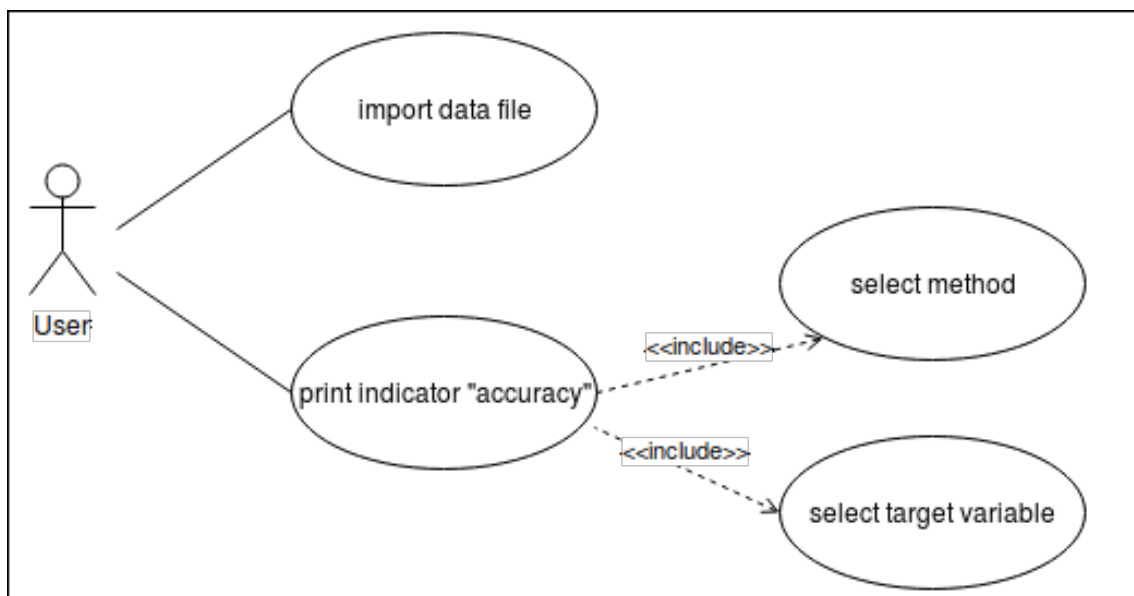 import data file
select method
User
<<include>>
print indicator "accuracy"
<<include>>
select target variable